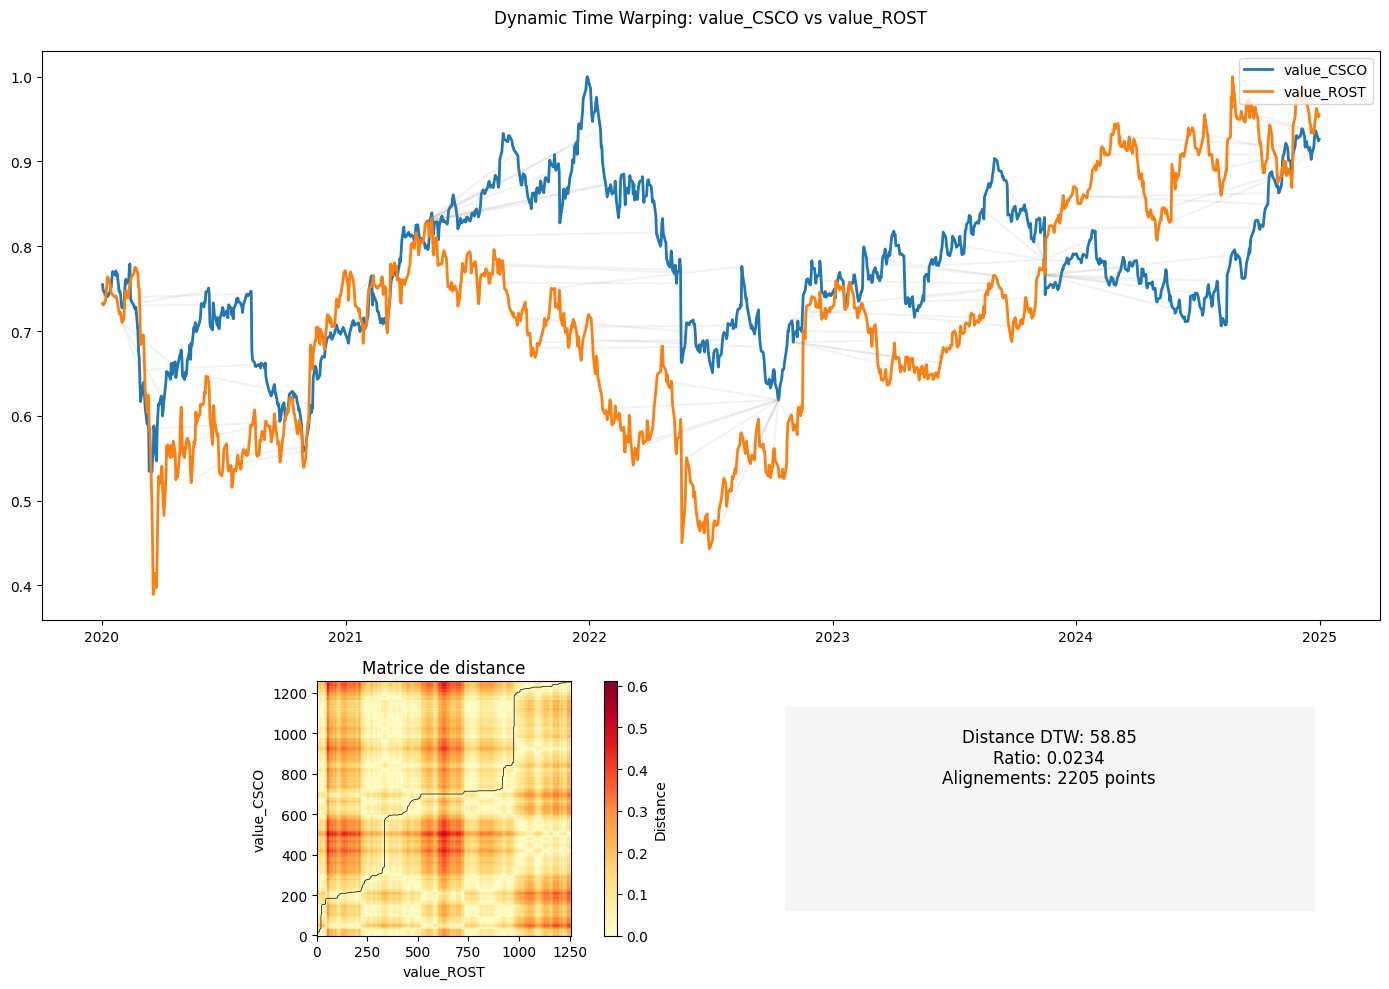 Dynamic Time Warping: value_CSCO vs value_ROST
value_CSCO
value_ROST
1.0
0.9
0.8
0.7
0.6
0.5
0.4
2020 2021 2022 2023 2024 2025
Matrice de distance
value_CSCO
1200
1000
800
600
400
200
0
0 250 500 750 1000 1250
value_ROST
0.6
0.5
0.4
0.3
0.2
0.1
0.0
Distance
Distance DTW: 58.85
Ratio: 0.0234
Alignements: 2205 points